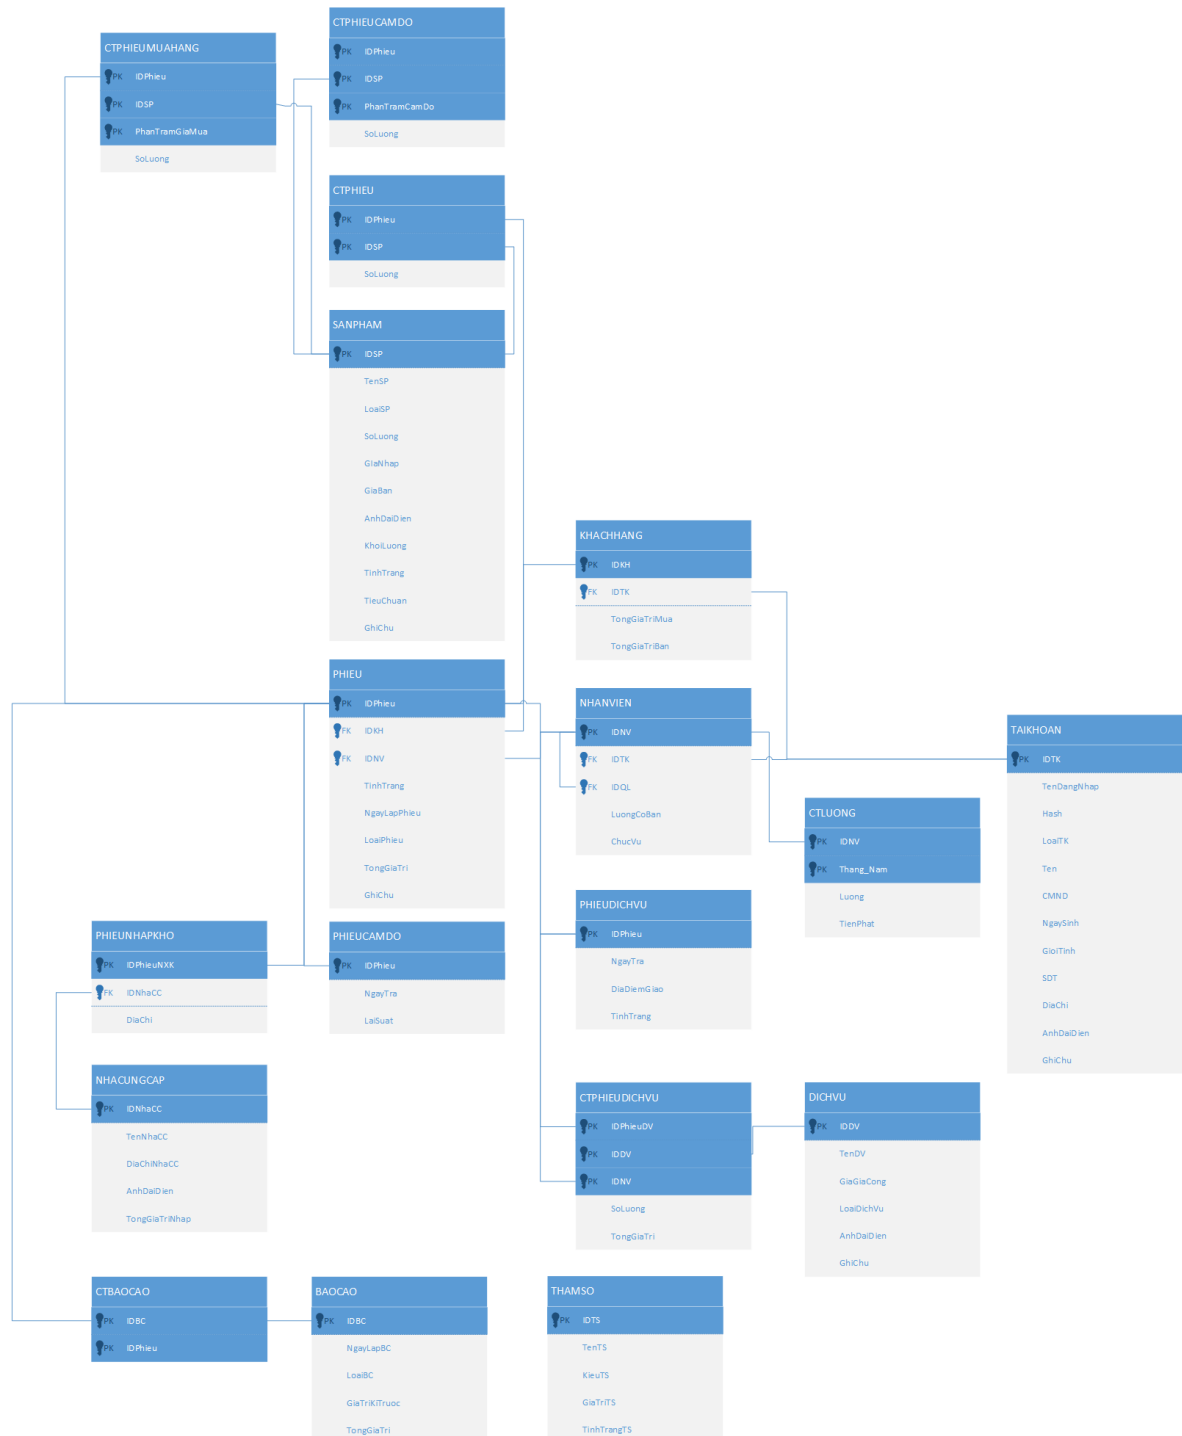 CTPHIEUCAMDO
PK IDPhieu
PK IDSP
PK PhanTramCamDo
SoLuong
CTPHIEUMUAHANG
PK IDPhieu
PK IDSP
PK PhanTramGiaMua
SoLuong
CTPHIEU
PK IDPhieu
PK IDSP
SoLuong
SANPHAM
PK IDSP
TenSP
LoaiSP
SoLuong
GiaNhap
GiaBan
AnhDaiDien
KhoiLuong
TinhTrang
TieuChuan
GhiChu
KHACHHANG
PK IDKH
FK IDTK
TongGiaTriMua
TongGiaTriBan
PHIEU
PK IDPhieu
FK IDKH
FK IDNV
TinhTrang
NgayLapPhieu
LoaiPhieu
TongGiaTri
GhiChu
NHANVIEN
PK IDNV
FK IDTK
FK IDQL
LuongCoBan
ChucVu
TAIKHOAN
PK IDTK
TenDangNhap
Hash
LoaiTK
Ten
CMND
NgaySinh
GioiTinh
SDT
DiaChi
AnhDaiDien
GhiChu
CTLUONG
PK IDNV
PK Thang_Nam
Luong
TienPhat
PHIEUDICHVU
PK IDPhieu
NgayTra
DiaDiemGiao
TinhTrang
PHIEUNHAPKHO
PK IDPhieuNXK
FK IDNhaCC
DiaChi
PHIEUCAMDO
PK IDPhieu
NgayTra
LaiSuat
NHACUNGCAP
PK IDNhaCC
TenNhaCC
DiaChiNhaCC
AnhDaiDien
TongGiaTriNhap
CTPHIEUDICHVU
PK IDPhieuDV
PK IDDV
PK IDNV
SoLuong
TongGiaTri
DICHVU
PK IDDV
TenDV
GiaGiaCong
LoaiDichVu
AnhDaiDien
GhiChu
CTBAOCAO
PK IDBC
PK IDPhieu
BAOCAO
PK IDBC
NgayLapBC
LoaiBC
GiaTriKiTruoc
TongGiaTri
THAMSO
PK IDTS
TenTS
KieuTS
GiaTriTS
TinhTrangTS